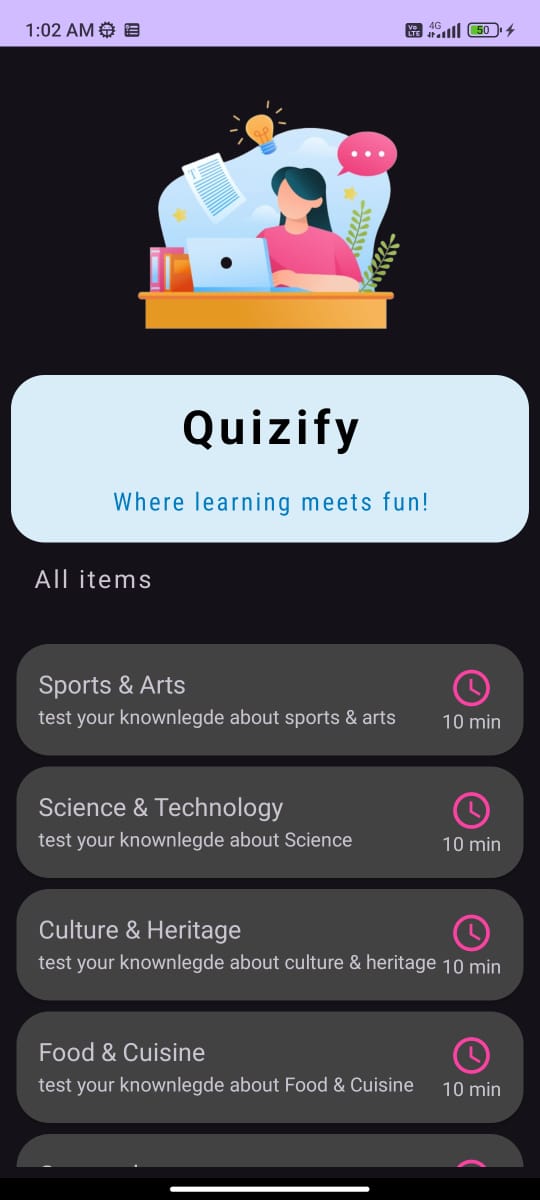 1:02 AM
Vo LTE 4G 50
T
Quizify
Where learning meets fun!
All items
Sports & Arts
test your knownlegde about sports & arts
10 min
Science & Technology
test your knownlegde about Science
10 min
Culture & Heritage
test your knownlegde about culture & heritage
10 min
Food & Cuisine
test your knownlegde about Food & Cuisine
10 min